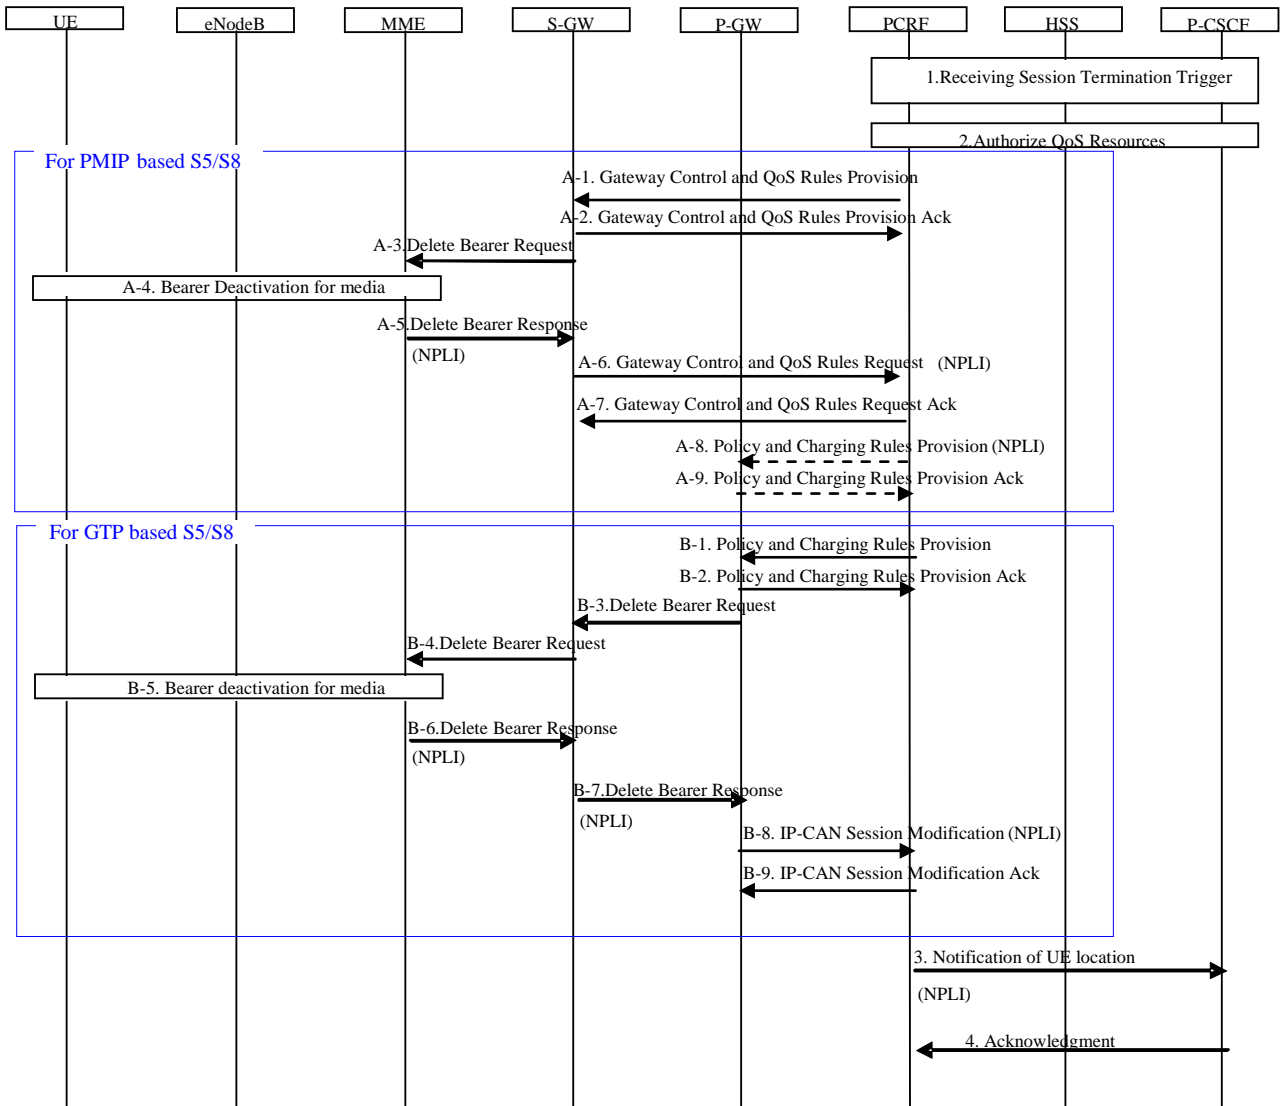 UE eNodeB MME S-GW P-GW PCRF HSS P-CSCF
1.Receiving Session Termination Trigger
2.Authorize QoS Resources
For PMIP based S5/S8
A-1. Gateway Control and QoS Rules Provision
A-2. Gateway Control and QoS Rules Provision Ack
A-3.Delete Bearer Request
A-4. Bearer Deactivation for media
A-5.Delete Bearer Response
(NPLI)
A-6. Gateway Control and QoS Rules Request (NPLI)
A-7. Gateway Control and QoS Rules Request Ack
A-8. Policy and Charging Rules Provision (NPLI)
A-9. Policy and Charging Rules Provision Ack
For GTP based S5/S8
B-1. Policy and Charging Rules Provision
B-2. Policy and Charging Rules Provision Ack
B-3.Delete Bearer Request
B-4.Delete Bearer Request
B-5. Bearer deactivation for media
B-6.Delete Bearer Response
(NPLI)
B-7.Delete Bearer Response
(NPLI)
B-8. IP-CAN Session Modification (NPLI)
B-9. IP-CAN Session Modification Ack
3. Notification of UE location
(NPLI)
4. Acknowledgment